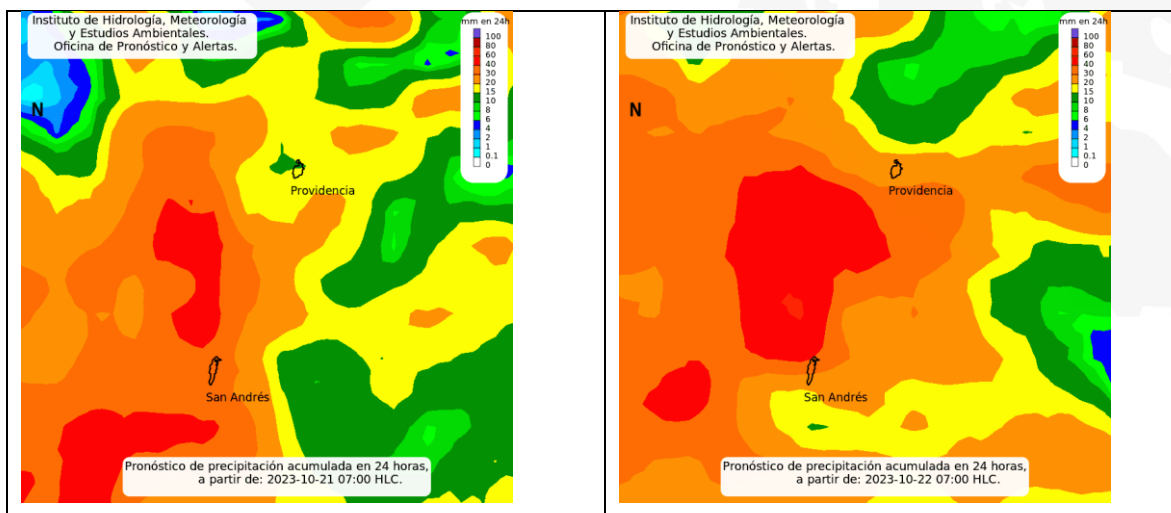 Instituto de Hidrología, Meteorología
y Estudios Ambientales.
Oficina de Pronóstico y Alertas.
mm en 24h
100
80
60
40
30
20
15
10
8
6
4
2
1
0.1
0
N
Providencia
San Andrés
Pronóstico de precipitación acumulada en 24 horas,
a partir de: 2023-10-21 07:00 HLC.
Instituto de Hidrología, Meteorología
y Estudios Ambientales.
Oficina de Pronóstico y Alertas.
mm en 24h
100
80
60
40
30
20
15
10
8
6
4
2
1
0.1
0
N
Providencia
San Andrés
Pronóstico de precipitación acumulada en 24 horas,
a partir de: 2023-10-22 07:00 HLC.